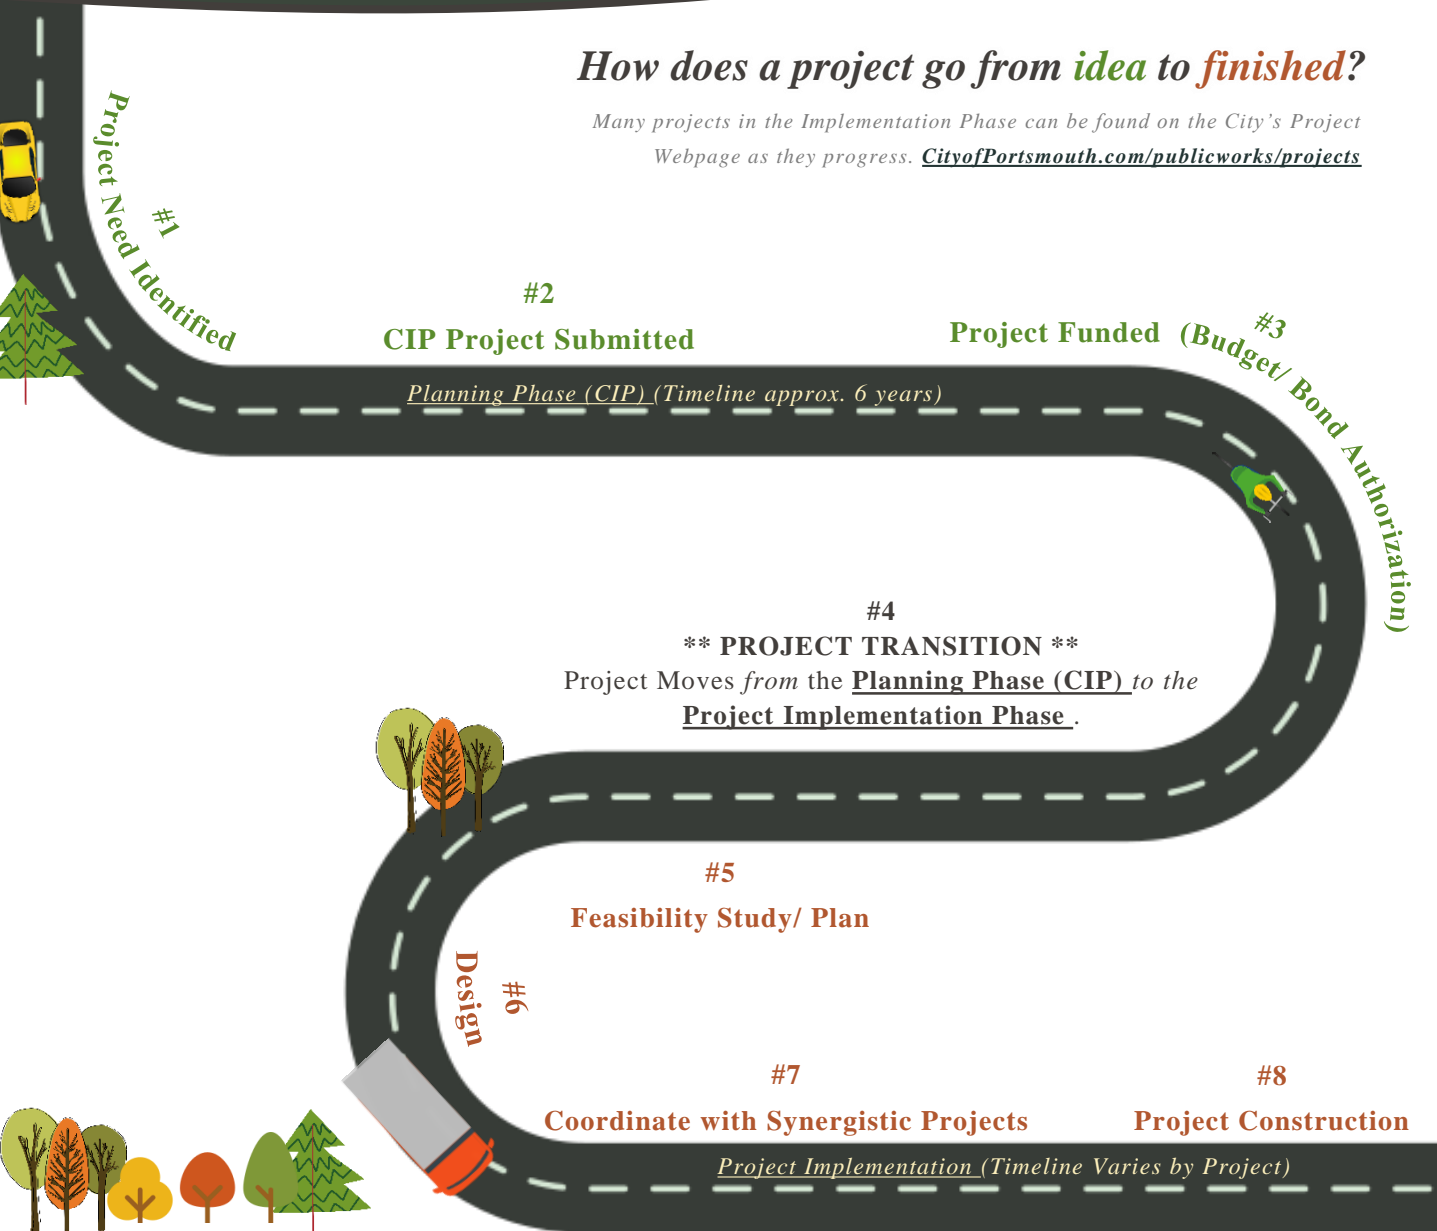 How does a project go from idea to finished?
Many projects in the Implementation Phase can be found on the City's Project
Webpage as they progress. CityofPortsmouth.com/publicworks/projects
#1
Project Need Identified
#2
CIP Project Submitted
#3
Project Funded (Budget/ Bond Authorization)
Planning Phase (CIP) (Timeline approx. 6 years)
#4
** PROJECT TRANSITION **
Project Moves from the Planning Phase (CIP) to the
Project Implementation Phase .
#5
Feasibility Study/ Plan
#6
Design
#7
Coordinate with Synergistic Projects
#8
Project Construction
Project Implementation (Timeline Varies by Project)